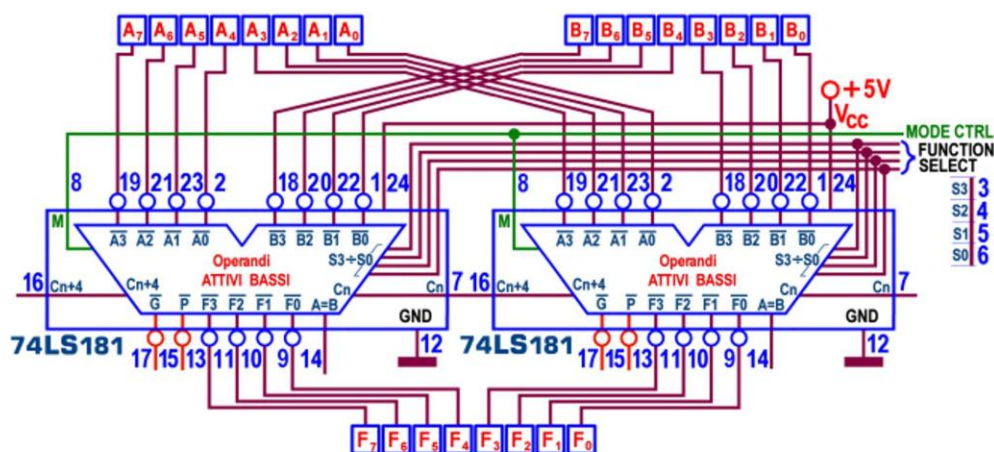 A7 A6 A5 A4 A3 A2 A1 A0 B7 B6 B5 B4 B3 B2 B1 B0
+5V
VCC
MODE CTRL
FUNCTION
SELECT
8 19 21 23 2 18 20 22 1 24 8 19 21 23 2 18 20 22 1 24
S3 3
S2 4
S1 5
S0 6
M A3 A2 A1 A0 B3 B2 B1 B0 M A3 A2 A1 A0 B3 B2 B1 B0
Operandi S3÷S0 Operandi S3÷S0
ATTIVI BASSI ATTIVI BASSI
16 Cn+4 Cn+4 Cn Cn 7 16 Cn+4 Cn+4 Cn Cn 7
G P F3 F2 F1 F0 A=B G P F3 F2 F1 F0 A=B
GND GND
74LS181 17 15 13 11 10 9 14 12 74LS181 17 15 13 11 10 9 14 12
F7 F6 F5 F4 F3 F2 F1 F0